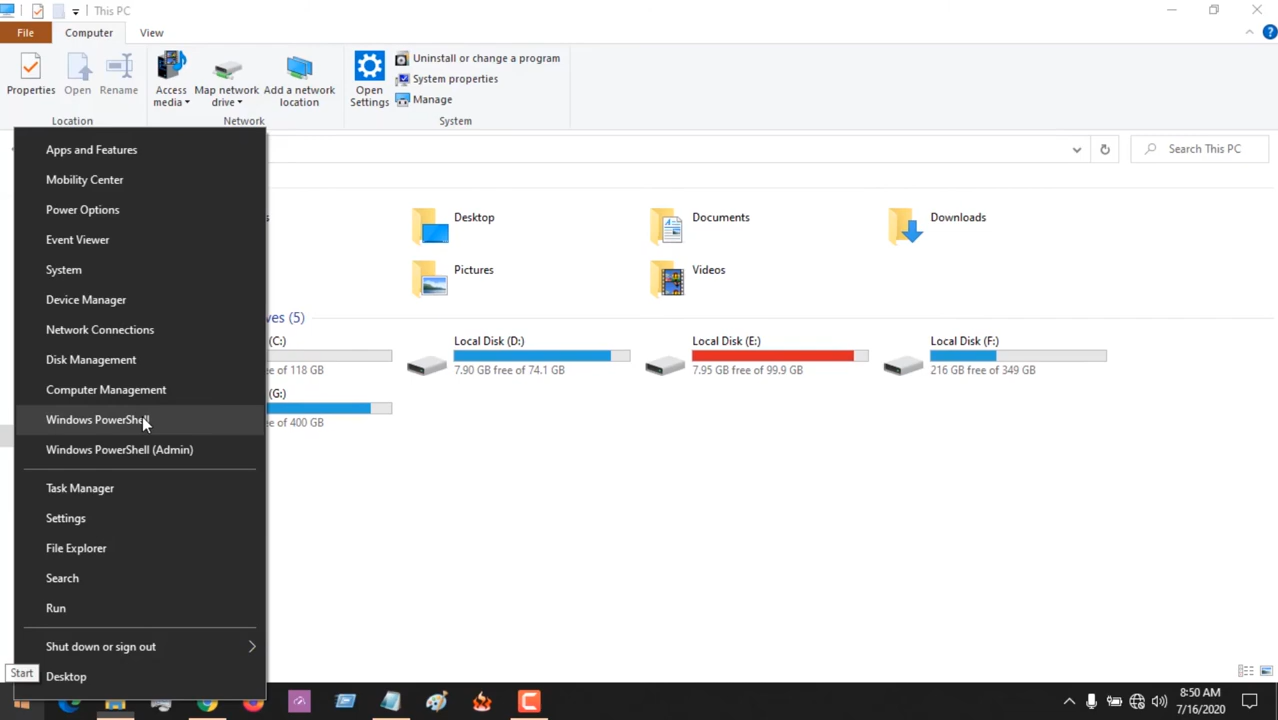 This PC
File Computer View
Properties Open Rename Access media Map network drive Add a network location Open Settings Uninstall or change a program
System properties
Manage
Location Network System
Search This PC
Apps and Features
Mobility Center
Power Options
Event Viewer
System
Device Manager
Network Connections
Disk Management
Computer Management
Windows PowerShell
Windows PowerShell (Admin)
Task Manager
Settings
File Explorer
Search
Run
Shut down or sign out
Desktop
Start
s Desktop Documents Downloads
Pictures Videos
ves (5)
(C:) Local Disk (D:) Local Disk (E:) Local Disk (F:)
e of 118 GB 7.90 GB free of 74.1 GB 7.95 GB free of 99.9 GB 216 GB free of 349 GB
(G:)
ee of 400 GB
8:50 AM
7/16/2020